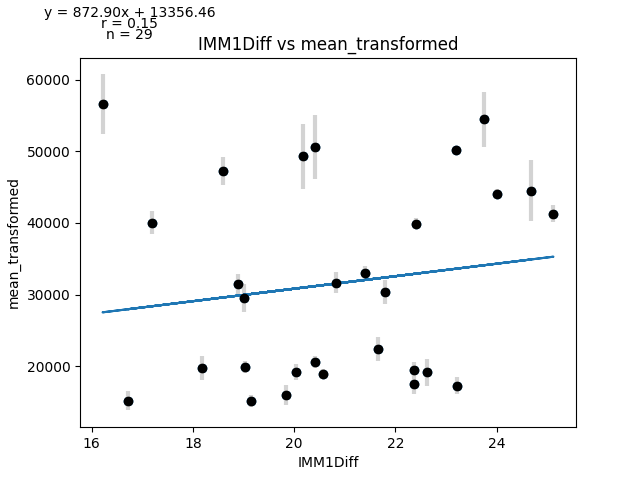 y = 872.90x + 13356.46
r = 0.15
n = 29
IMM1Diff vs mean_transformed
60000
50000
40000
30000
20000
mean_transformed
16 18 20 22 24
IMM1Diff